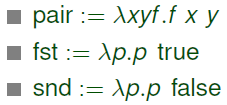 pair := λxyf.f x y
fst := λp.p true
snd := λp.p false